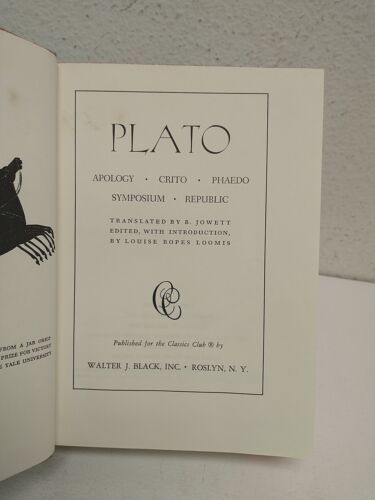 PLATO
APOLOGY · CRITO · PHAEDO
SYMPOSIUM · REPUBLIC
TRANSLATED BY B. JOWETT
EDITED, WITH INTRODUCTION,
BY LOUISE ROPES LOOMIS
CC
Published for the Classics Club ® by
WALTER J. BLACK, INC. · ROSLYN, N. Y.
FROM A JAR ORIGI-
PRIZE FOR VICTORY
YALE UNIVERSITY